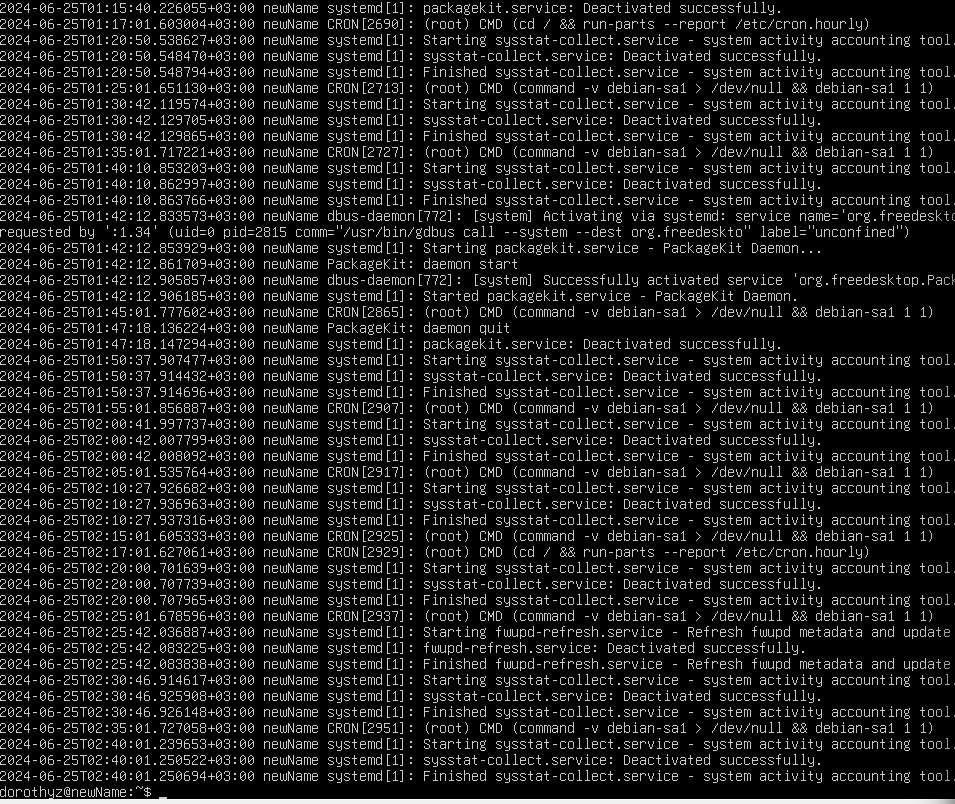 2024-06-25T01:15:40.226055+03:00 newName systemd[1]: packagekit.service: Deactivated successfully.
2024-06-25T01:17:01.603004+03:00 newName CRON[2690]: (root) CMD (cd / && run-parts --report /etc/cron.hourly)
2024-06-25T01:20:50.538627+03:00 newName systemd[1]: Starting sysstat-collect.service - system activity accounting tool.
2024-06-25T01:20:50.548470+03:00 newName systemd[1]: sysstat-collect.service: Deactivated successfully.
2024-06-25T01:20:50.548794+03:00 newName systemd[1]: Finished sysstat-collect.service - system activity accounting tool.
2024-06-25T01:25:01.651130+03:00 newName CRON[2713]: (root) CMD (command -v debian-sa1 > /dev/null && debian-sa1 1 1)
2024-06-25T01:30:42.119574+03:00 newName systemd[1]: Starting sysstat-collect.service - system activity accounting tool.
2024-06-25T01:30:42.129705+03:00 newName systemd[1]: sysstat-collect.service: Deactivated successfully.
2024-06-25T01:30:42.129865+03:00 newName systemd[1]: Finished sysstat-collect.service - system activity accounting tool.
2024-06-25T01:35:01.717221+03:00 newName CRON[2727]: (root) CMD (command -v debian-sa1 > /dev/null && debian-sa1 1 1)
2024-06-25T01:40:10.853203+03:00 newName systemd[1]: Starting sysstat-collect.service - system activity accounting tool.
2024-06-25T01:40:10.862997+03:00 newName systemd[1]: sysstat-collect.service: Deactivated successfully.
2024-06-25T01:40:10.863766+03:00 newName systemd[1]: Finished sysstat-collect.service - system activity accounting tool.
2024-06-25T01:42:12.833573+03:00 newName dbus-daemon[772]: [system] Activating via systemd: service name='org.freedeskto
requested by ':1.34' (uid=0 pid=2815 comm="/usr/bin/gdbus call --system --dest org.freedeskto" label="unconfined")
2024-06-25T01:42:12.853929+03:00 newName systemd[1]: Starting packagekit.service - PackageKit Daemon...
2024-06-25T01:42:12.861709+03:00 newName PackageKit: daemon start
2024-06-25T01:42:12.905857+03:00 newName dbus-daemon[772]: [system] Successfully activated service 'org.freedesktop.Pack
2024-06-25T01:42:12.906185+03:00 newName systemd[1]: Started packagekit.service - PackageKit Daemon.
2024-06-25T01:45:01.777602+03:00 newName CRON[2865]: (root) CMD (command -v debian-sa1 > /dev/null && debian-sa1 1 1)
2024-06-25T01:47:18.136224+03:00 newName PackageKit: daemon quit
2024-06-25T01:47:18.147294+03:00 newName systemd[1]: packagekit.service: Deactivated successfully.
2024-06-25T01:50:37.907477+03:00 newName systemd[1]: Starting sysstat-collect.service - system activity accounting tool.
2024-06-25T01:50:37.914432+03:00 newName systemd[1]: sysstat-collect.service: Deactivated successfully.
2024-06-25T01:50:37.914696+03:00 newName systemd[1]: Finished sysstat-collect.service - system activity accounting tool.
2024-06-25T01:55:01.856887+03:00 newName CRON[2907]: (root) CMD (command -v debian-sa1 > /dev/null && debian-sa1 1 1)
2024-06-25T02:00:41.997737+03:00 newName systemd[1]: Starting sysstat-collect.service - system activity accounting tool.
2024-06-25T02:00:42.007799+03:00 newName systemd[1]: sysstat-collect.service: Deactivated successfully.
2024-06-25T02:00:42.008092+03:00 newName systemd[1]: Finished sysstat-collect.service - system activity accounting tool.
2024-06-25T02:05:01.535764+03:00 newName CRON[2917]: (root) CMD (command -v debian-sa1 > /dev/null && debian-sa1 1 1)
2024-06-25T02:10:27.926682+03:00 newName systemd[1]: Starting sysstat-collect.service - system activity accounting tool.
2024-06-25T02:10:27.936963+03:00 newName systemd[1]: sysstat-collect.service: Deactivated successfully.
2024-06-25T02:10:27.937316+03:00 newName systemd[1]: Finished sysstat-collect.service - system activity accounting tool.
2024-06-25T02:15:01.605333+03:00 newName CRON[2925]: (root) CMD (command -v debian-sa1 > /dev/null && debian-sa1 1 1)
2024-06-25T02:17:01.627061+03:00 newName CRON[2929]: (root) CMD (cd / && run-parts --report /etc/cron.hourly)
2024-06-25T02:20:00.701639+03:00 newName systemd[1]: Starting sysstat-collect.service - system activity accounting tool.
2024-06-25T02:20:00.707739+03:00 newName systemd[1]: sysstat-collect.service: Deactivated successfully.
2024-06-25T02:20:00.707965+03:00 newName systemd[1]: Finished sysstat-collect.service - system activity accounting tool.
2024-06-25T02:25:01.678596+03:00 newName CRON[2937]: (root) CMD (command -v debian-sa1 > /dev/null && debian-sa1 1 1)
2024-06-25T02:25:42.036887+03:00 newName systemd[1]: Starting fwupd-refresh.service - Refresh fwupd metadata and update
2024-06-25T02:25:42.083225+03:00 newName systemd[1]: fwupd-refresh.service: Deactivated successfully.
2024-06-25T02:25:42.083838+03:00 newName systemd[1]: Finished fwupd-refresh.service - Refresh fwupd metadata and update
2024-06-25T02:30:46.914617+03:00 newName systemd[1]: Starting sysstat-collect.service - system activity accounting tool.
2024-06-25T02:30:46.925908+03:00 newName systemd[1]: sysstat-collect.service: Deactivated successfully.
2024-06-25T02:30:46.926148+03:00 newName systemd[1]: Finished sysstat-collect.service - system activity accounting tool.
2024-06-25T02:35:01.727058+03:00 newName CRON[2951]: (root) CMD (command -v debian-sa1 > /dev/null && debian-sa1 1 1)
2024-06-25T02:40:01.239653+03:00 newName systemd[1]: Starting sysstat-collect.service - system activity accounting tool.
2024-06-25T02:40:01.250522+03:00 newName systemd[1]: sysstat-collect.service: Deactivated successfully.
2024-06-25T02:40:01.250694+03:00 newName systemd[1]: Finished sysstat-collect.service - system activity accounting tool.
dorothyz@newName:~$ _